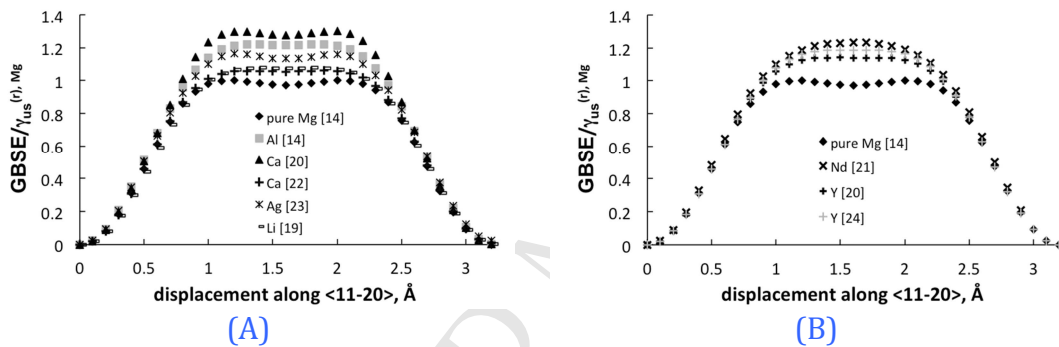 GBSE/γus(r), Mg
1.4
1.2
1
0.8
0.6
0.4
0.2
0
0 0.5 1 1.5 2 2.5 3
displacement along <11-20>, Å
pure Mg [14]
Al [14]
Ca [20]
Ca [22]
Ag [23]
Li [19]
(A)
GBSE/γus(r), Mg
1.4
1.2
1
0.8
0.6
0.4
0.2
0
0 0.5 1 1.5 2 2.5 3
displacement along <11-20>, Å
pure Mg [14]
Nd [21]
Y [20]
Y [24]
(B)